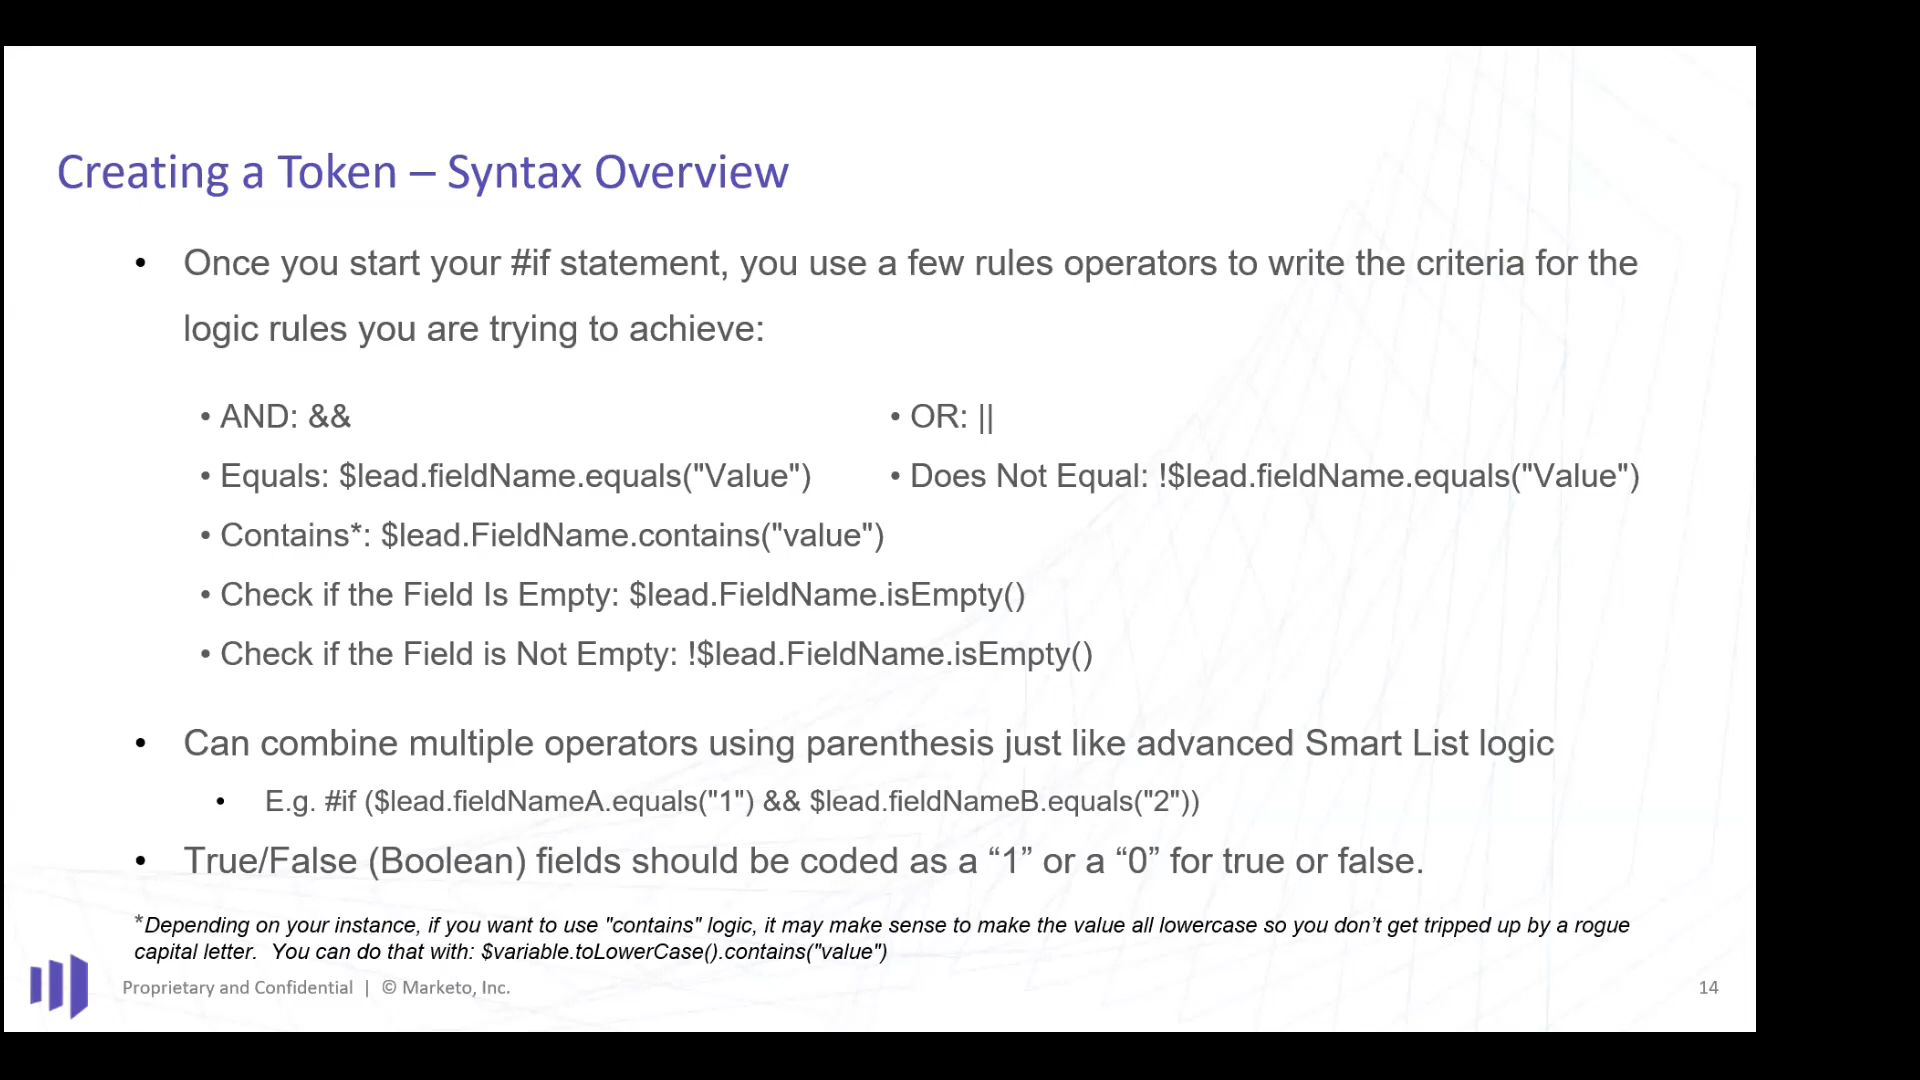 Creating a Token – Syntax Overview
• Once you start your #if statement, you use a few rules operators to write the criteria for the
logic rules you are trying to achieve:
• AND: && • OR: ||
• Equals: $lead.fieldName.equals("Value") • Does Not Equal: !$lead.fieldName.equals("Value")
• Contains*: $lead.FieldName.contains("value")
• Check if the Field Is Empty: $lead.FieldName.isEmpty()
• Check if the Field is Not Empty: !$lead.FieldName.isEmpty()
• Can combine multiple operators using parenthesis just like advanced Smart List logic
• E.g. #if ($lead.fieldNameA.equals("1") && $lead.fieldNameB.equals("2"))
• True/False (Boolean) fields should be coded as a “1” or a “0” for true or false.
*Depending on your instance, if you want to use "contains" logic, it may make sense to make the value all lowercase so you don’t get tripped up by a rogue
capital letter. You can do that with: $variable.toLowerCase().contains("value")
Proprietary and Confidential | © Marketo, Inc. 14